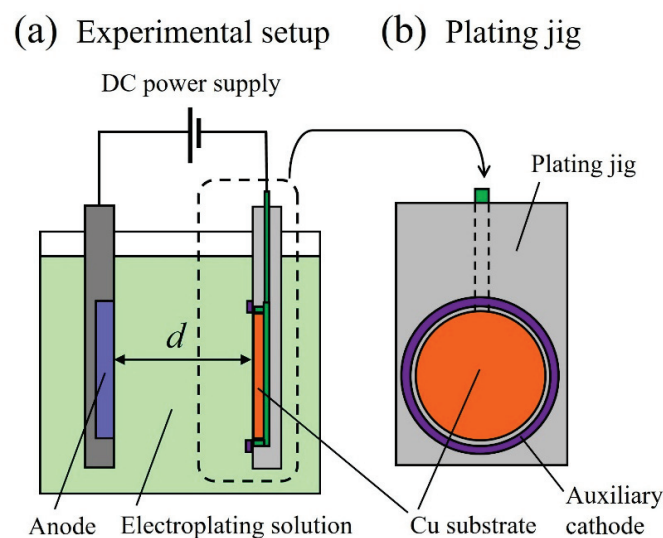 (a) Experimental setup
(b) Plating jig
DC power supply
Plating jig
d
Anode
Electroplating solution
Cu substrate
Auxiliary
cathode